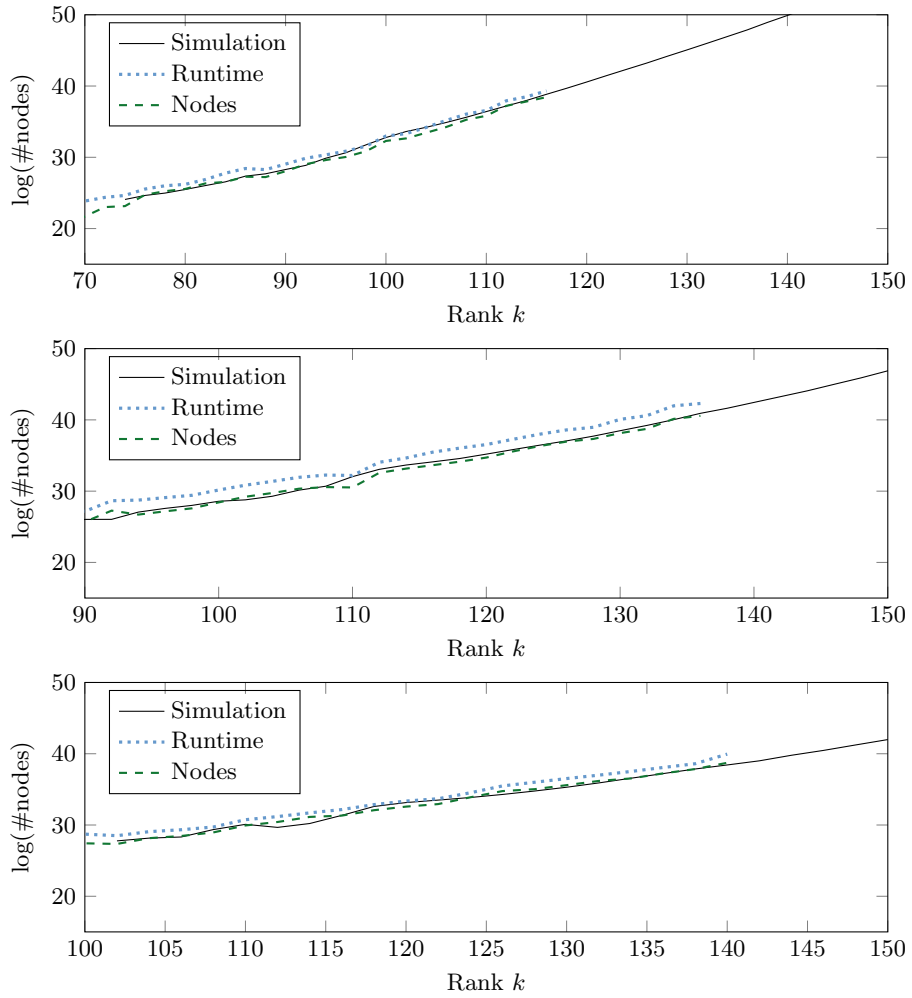 50
40
30
20
log(#nodes)
Simulation
Runtime
Nodes
70 80 90 100 110 120 130 140 150
Rank k
50
40
30
20
log(#nodes)
Simulation
Runtime
Nodes
90 100 110 120 130 140 150
Rank k
50
40
30
20
log(#nodes)
Simulation
Runtime
Nodes
100 105 110 115 120 125 130 135 140 145 150
Rank k